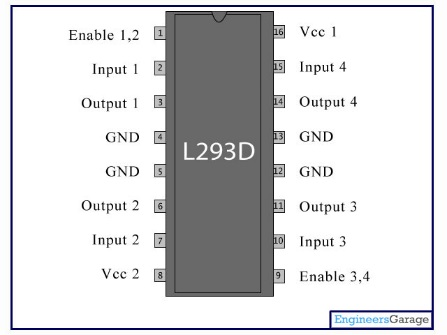 Enable 1,2 1 16 Vcc 1
Input 1 2 15 Input 4
Output 1 3 14 Output 4
GND 4 13 GND
L293D
GND 5 12 GND
Output 2 6 11 Output 3
Input 2 7 10 Input 3
Vcc 2 8 9 Enable 3,4
EngineersGarage